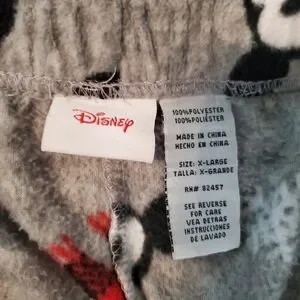 Disney
100%POLYESTER
100%POLIÉSTER
MADE IN CHINA
HECHO EN CHINA
SIZE: X-LARGE
TALLA: X-GRANDE
RN# 82457
SEE REVERSE
FOR CARE
VEA DETRAS
INSTRUCCIONES
DE LAVADO